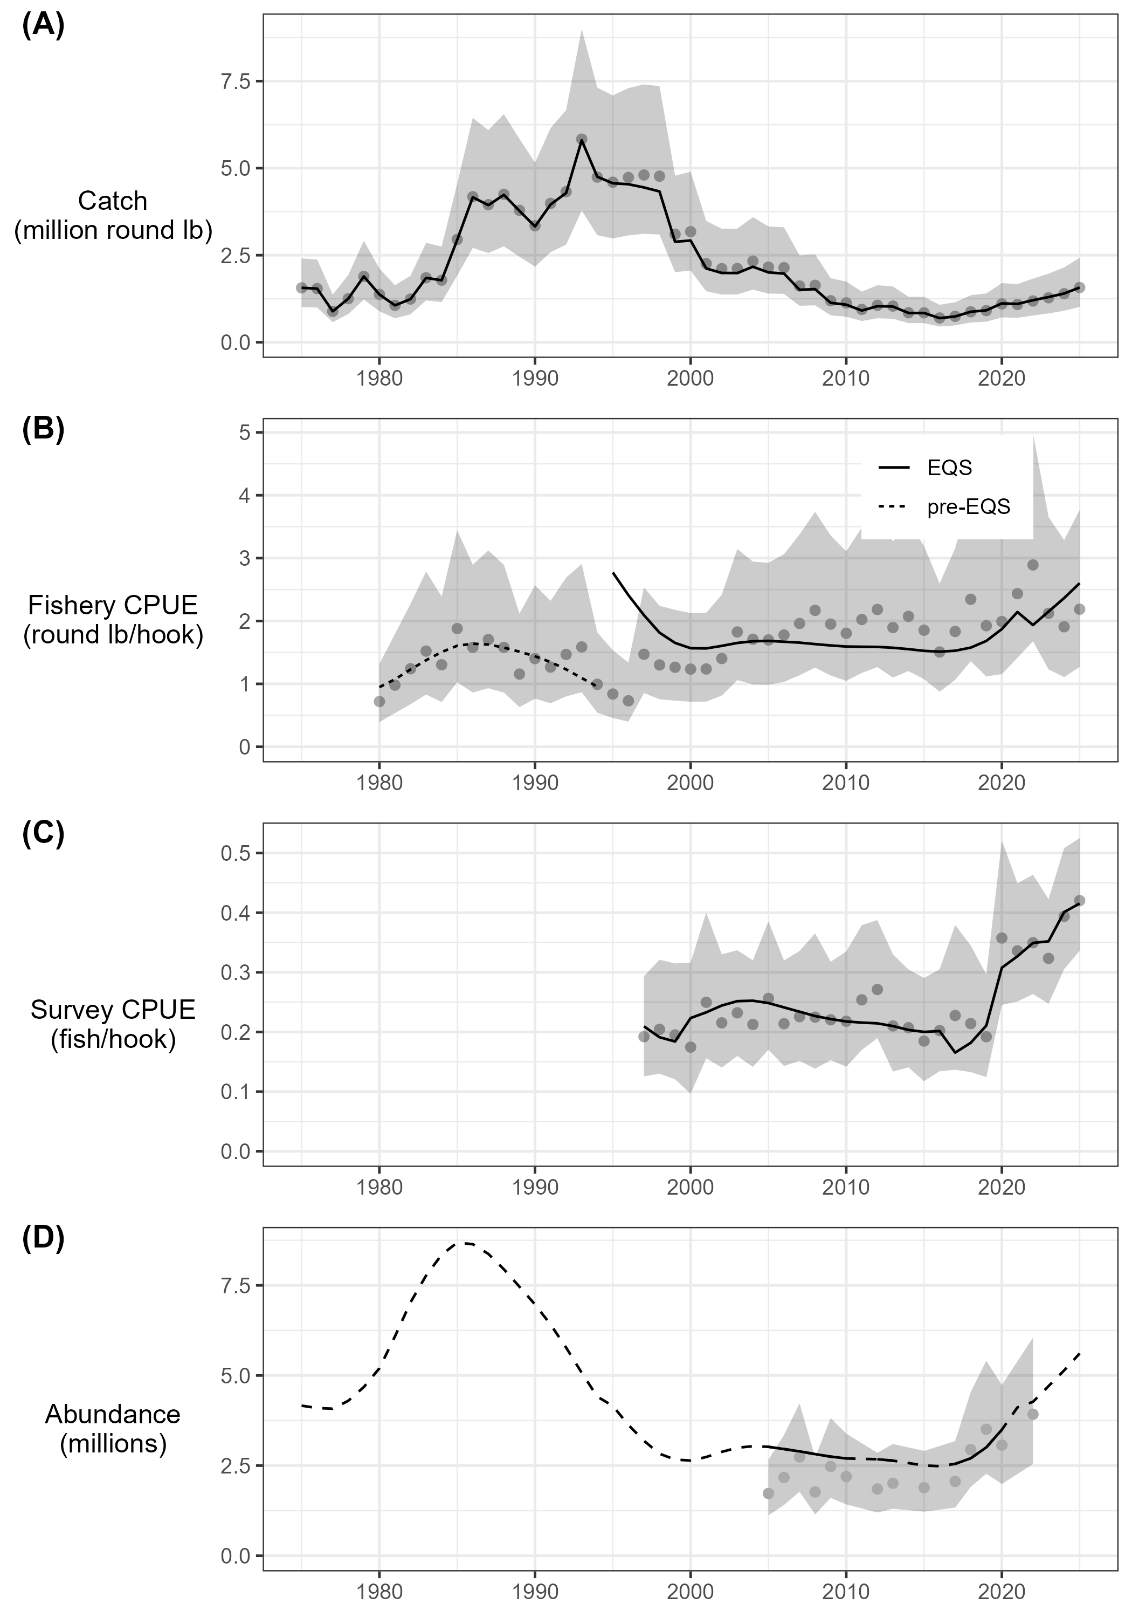 (A)
7.5
5.0
Catch
(million round lb)
2.5
0.0
1980 1990 2000 2010 2020
(B)
5
EQS
4
pre-EQS
3
Fishery CPUE
(round lb/hook)
2
1
0
1980 1990 2000 2010 2020
(C)
0.5
0.4
0.3
Survey CPUE
(fish/hook)
0.2
0.1
0.0
1980 1990 2000 2010 2020
(D)
7.5
5.0
Abundance
(millions)
2.5
0.0
1980 1990 2000 2010 2020